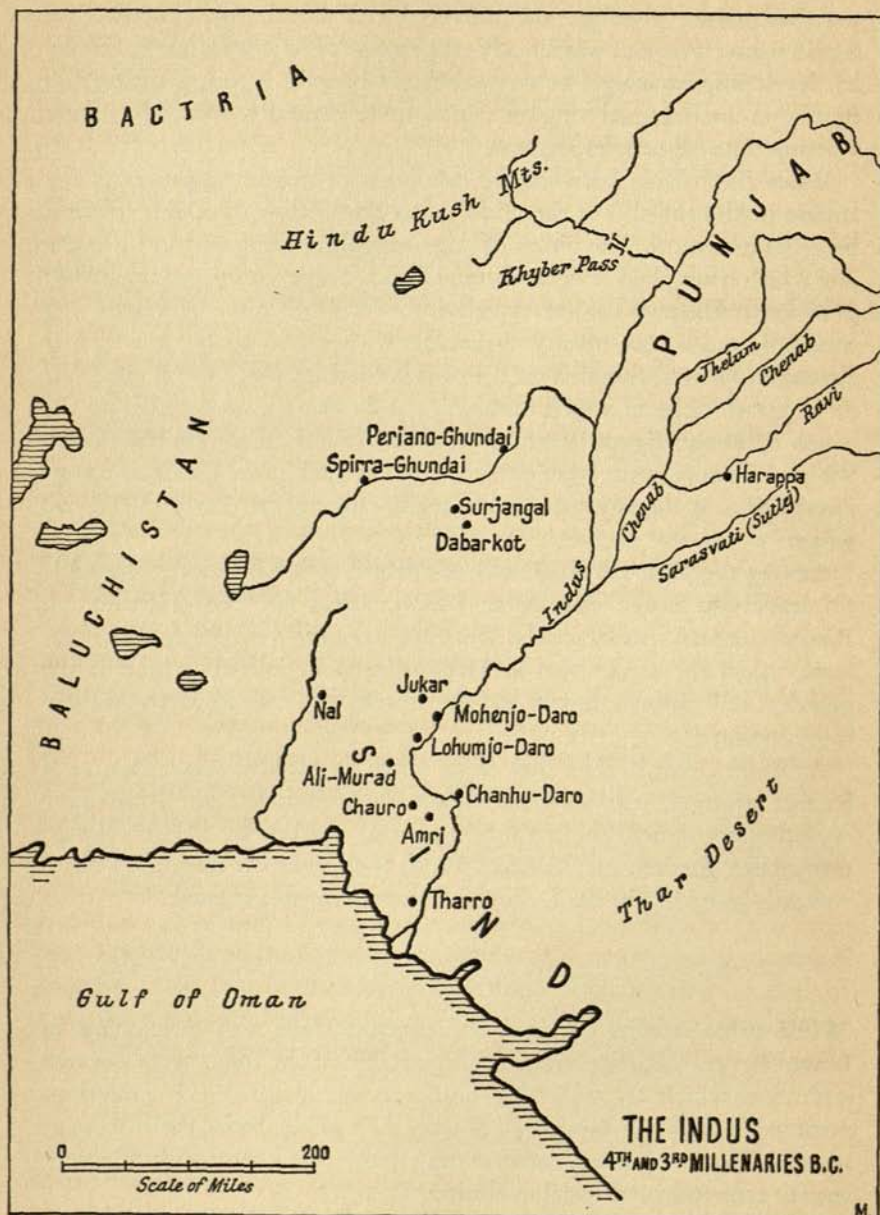 BACTRIA
Hindu Kush Mts.
Khyber Pass
PUNJAB
Jhelum
Chenab
Ravi
Harappa
Chenab
Sarasvati (Sutlej)
Periano-Ghundai
Spirra-Ghundai
Surjangal
Dabarkot
BALUCHISTAN
Indus
Jukar
Nal
Mohenjo-Daro
Lohumjo-Daro
Ali-Murad
Chanhu-Daro
Chauro
Amri
Tharro
SIND
Thar Desert
Gulf of Oman
THE INDUS
4TH AND 3RD MILLENARIES B.C.
0 200
Scale of Miles
M